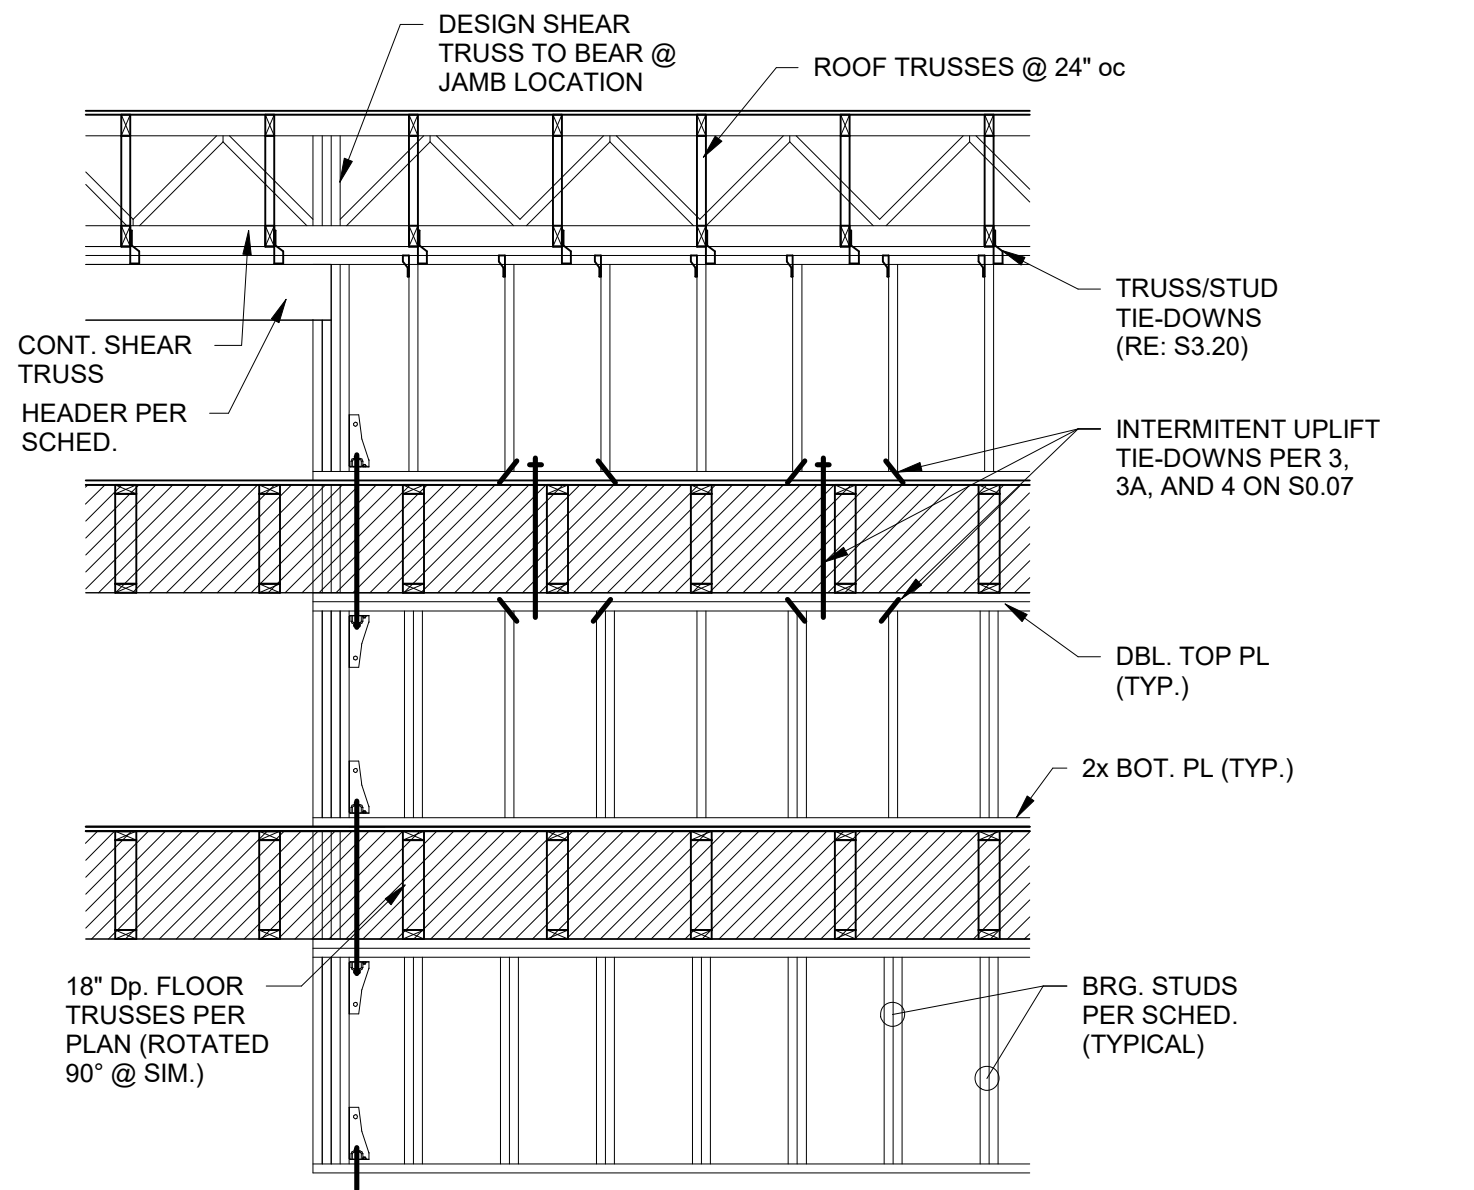 DESIGN SHEAR
TRUSS TO BEAR @
JAMB LOCATION
ROOF TRUSSES @ 24" oc
TRUSS/STUD
TIE-DOWNS
(RE: S3.20)
CONT. SHEAR
TRUSS
HEADER PER
SCHED.
INTERMITENT UPLIFT
TIE-DOWNS PER 3,
3A, AND 4 ON S0.07
DBL. TOP PL
(TYP.)
2x BOT. PL (TYP.)
18" Dp. FLOOR
TRUSSES PER
PLAN (ROTATED
90° @ SIM.)
BRG. STUDS
PER SCHED.
(TYPICAL)